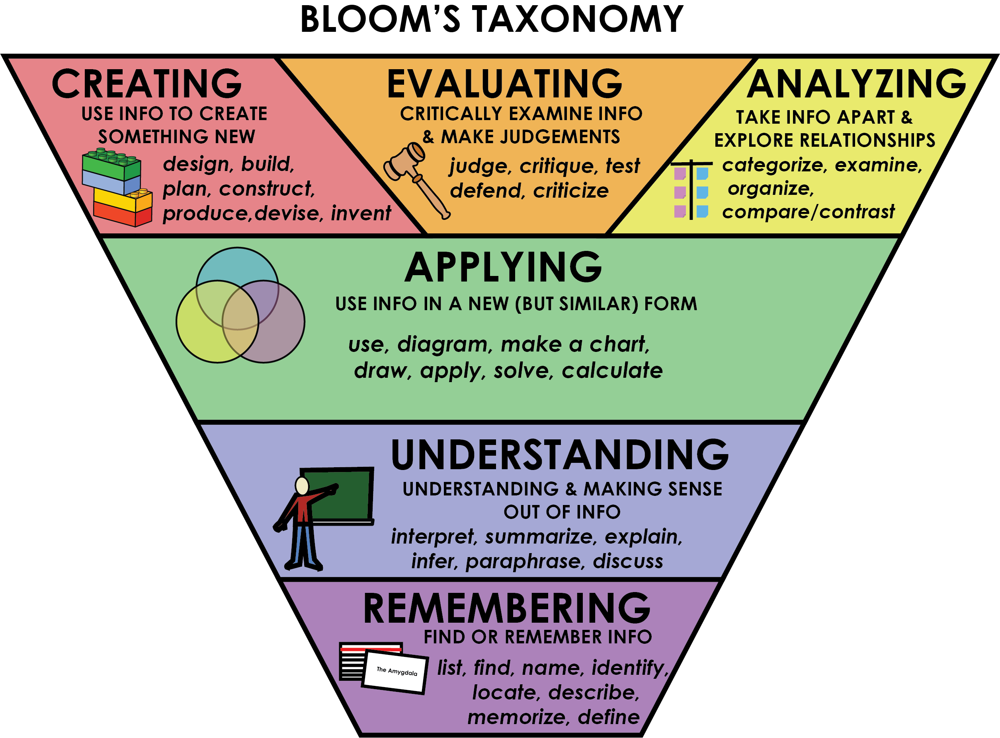 BLOOM'S TAXONOMY
CREATING
USE INFO TO CREATE
SOMETHING NEW
design, build,
plan, construct,
produce,devise, invent
EVALUATING
CRITICALLY EXAMINE INFO
& MAKE JUDGEMENTS
judge, critique, test
defend, criticize
ANALYZING
TAKE INFO APART &
EXPLORE RELATIONSHIPS
categorize, examine,
organize,
compare/contrast
APPLYING
USE INFO IN A NEW (BUT SIMILAR) FORM
use, diagram, make a chart,
draw, apply, solve, calculate
UNDERSTANDING
UNDERSTANDING & MAKING SENSE
OUT OF INFO
interpret, summarize, explain,
infer, paraphrase, discuss
REMEMBERING
FIND OR REMEMBER INFO
The Amygdala
list, find, name, identify,
locate, describe,
memorize, define